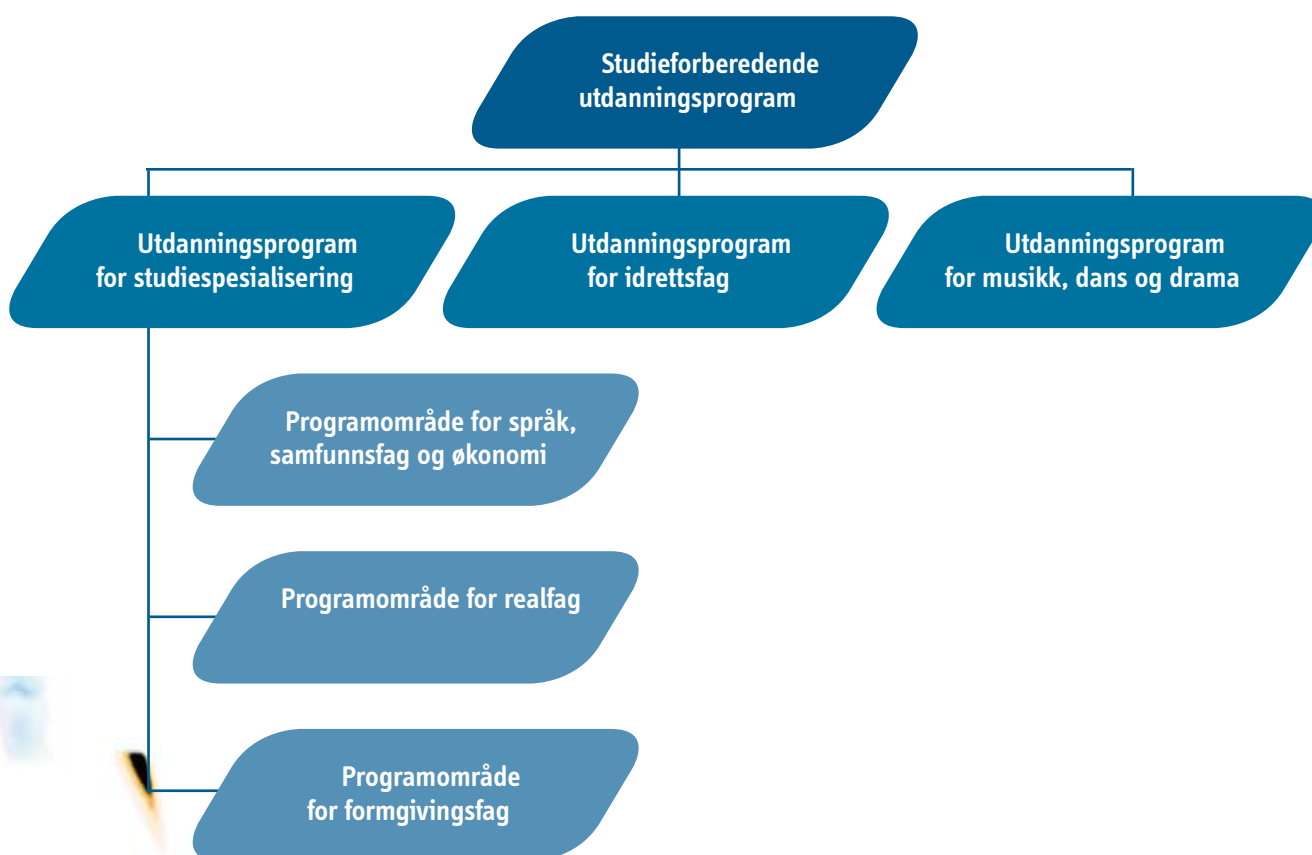 Studieforberedende
utdanningsprogram
Utdanningsprogram
for studiespesialisering
Utdanningsprogram
for idrettsfag
Utdanningsprogram
for musikk, dans og drama
Programområde for språk,
samfunnsfag og økonomi
Programområde for realfag
Programområde
for formgivingsfag